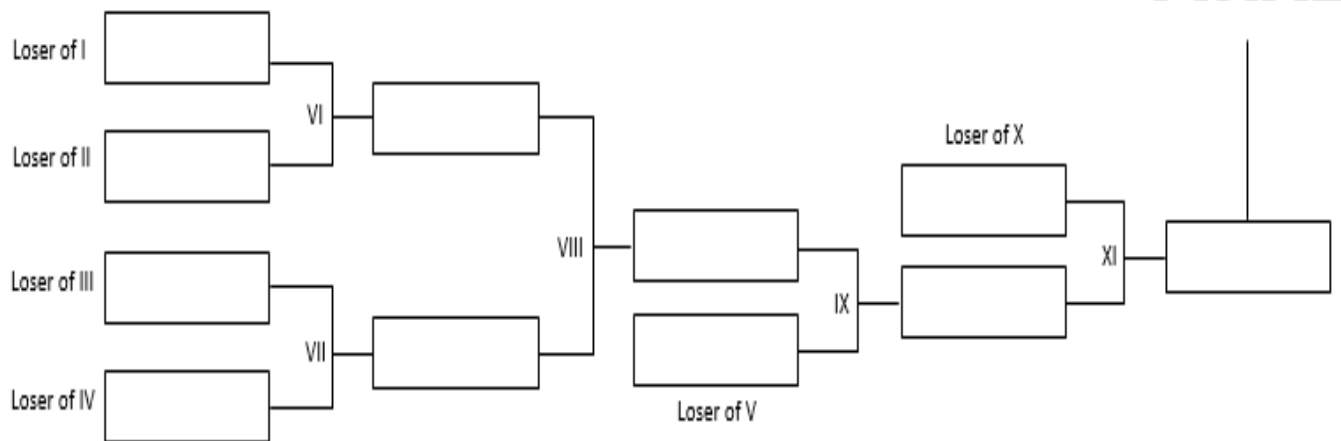 Loser of I
VI
Loser of II
Loser of III
VII
Loser of IV
VIII
IX
Loser of V
Loser of X
XI